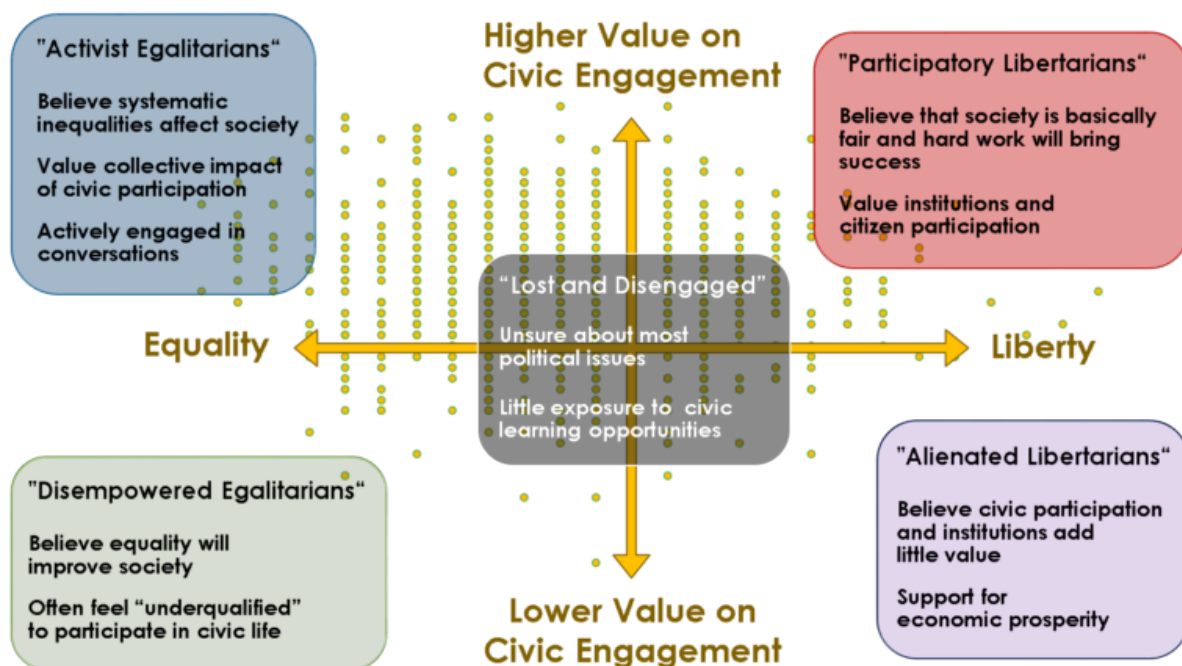 "Activist Egalitarians“
Believe systematic
inequalities affect society
Value collective impact
of civic participation
Actively engaged in
conversations
Higher Value on
Civic Engagement
"Participatory Libertarians“
Believe that society is basically
fair and hard work will bring
success
Value institutions and
citizen participation
“Lost and Disengaged”
Unsure about most
political issues
Little exposure to civic
learning opportunities
Equality
Liberty
"Disempowered Egalitarians“
Believe equality will
improve society
Often feel “underqualified”
to participate in civic life
Lower Value on
Civic Engagement
"Alienated Libertarians“
Believe civic participation
and institutions add
little value
Support for
economic prosperity